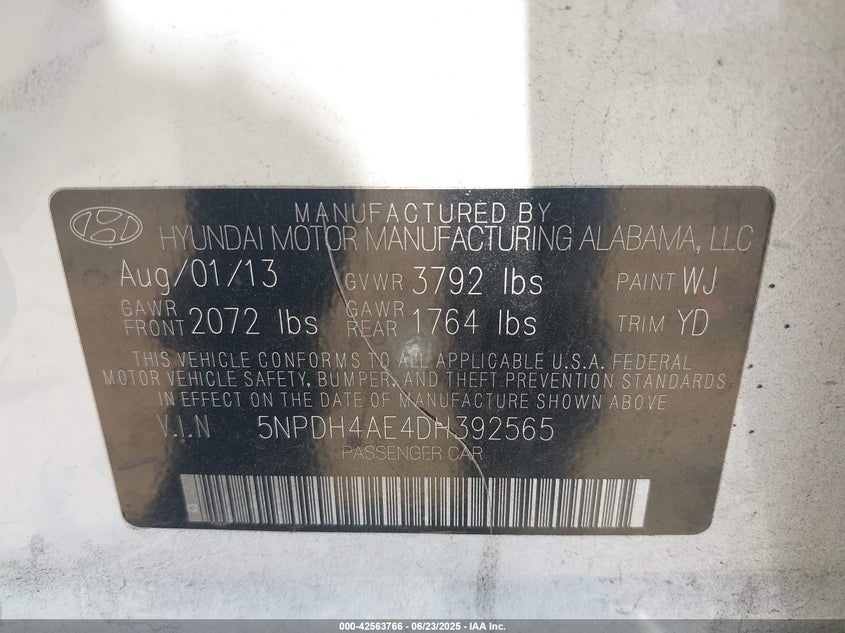 MANUFACTURED BY
HYUNDAI MOTOR MANUFACTURING ALABAMA, LLC
Aug/01/13 GVWR 3792 lbs PAINT WJ
GAWR FRONT 2072 lbs GAWR REAR 1764 lbs TRIM YD
THIS VEHICLE CONFORMS TO ALL APPLICABLE U.S.A. FEDERAL
MOTOR VEHICLE SAFETY, BUMPER, AND THEFT PREVENTION STANDARDS
IN EFFECT ON THE DATE OF MANUFACTURE SHOWN ABOVE
V.I.N 5NPDH4AE4DH392565
PASSENGER CAR
000-42563766 - 06/23/2025 - IAA Inc.